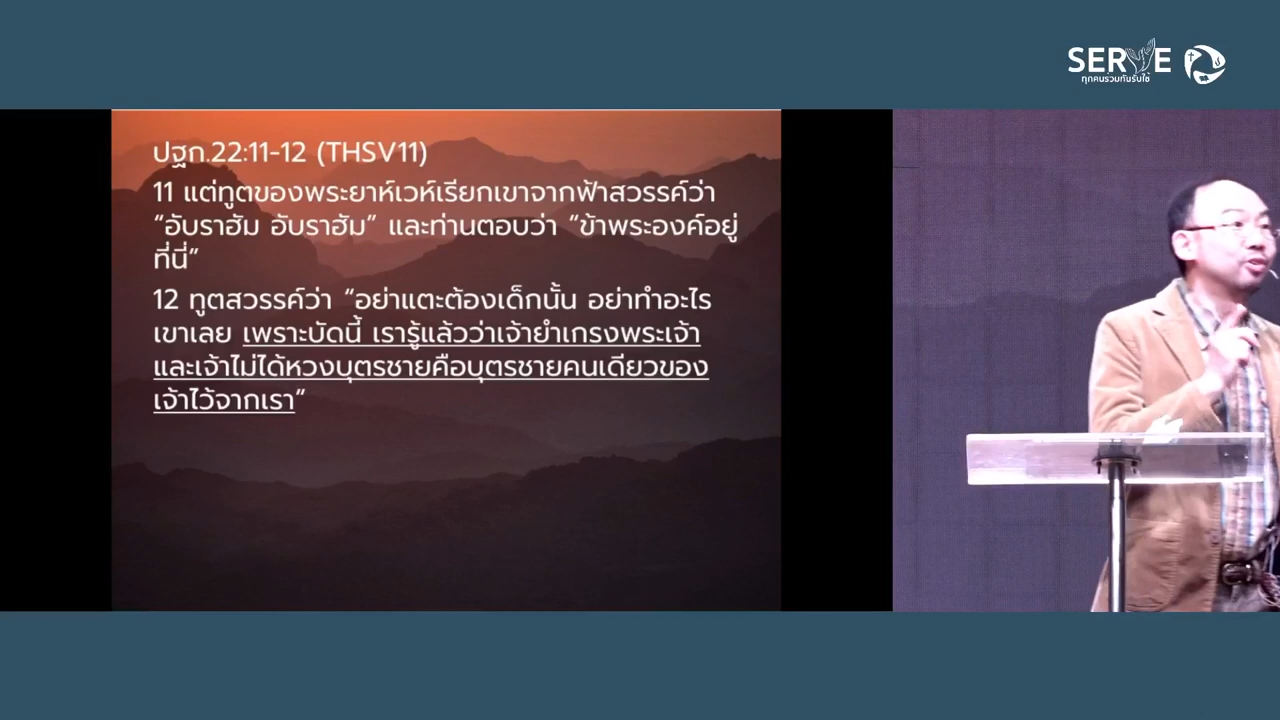 SERVE
ทุกคนร่วมกันรับใช้
ปฐก.22:11-12 (THSV11)
11 แต่ทูตของพระยาห์เวห์เรียกเขาจากฟ้าสวรรค์ว่า
“อับราฮัม อับราฮัม” และท่านตอบว่า “ข้าพระองค์อยู่
ที่นี่”
12 ทูตสวรรค์ว่า “อย่าแตะต้องเด็กนั้น อย่าทำอะไร
เขาเลย เพราะบัดนี้ เรารู้แล้วว่าเจ้ายำเกรงพระเจ้า
และเจ้าไม่ได้หวงบุตรชายคือบุตรชายคนเดียวของ
เจ้าไว้จากเรา“